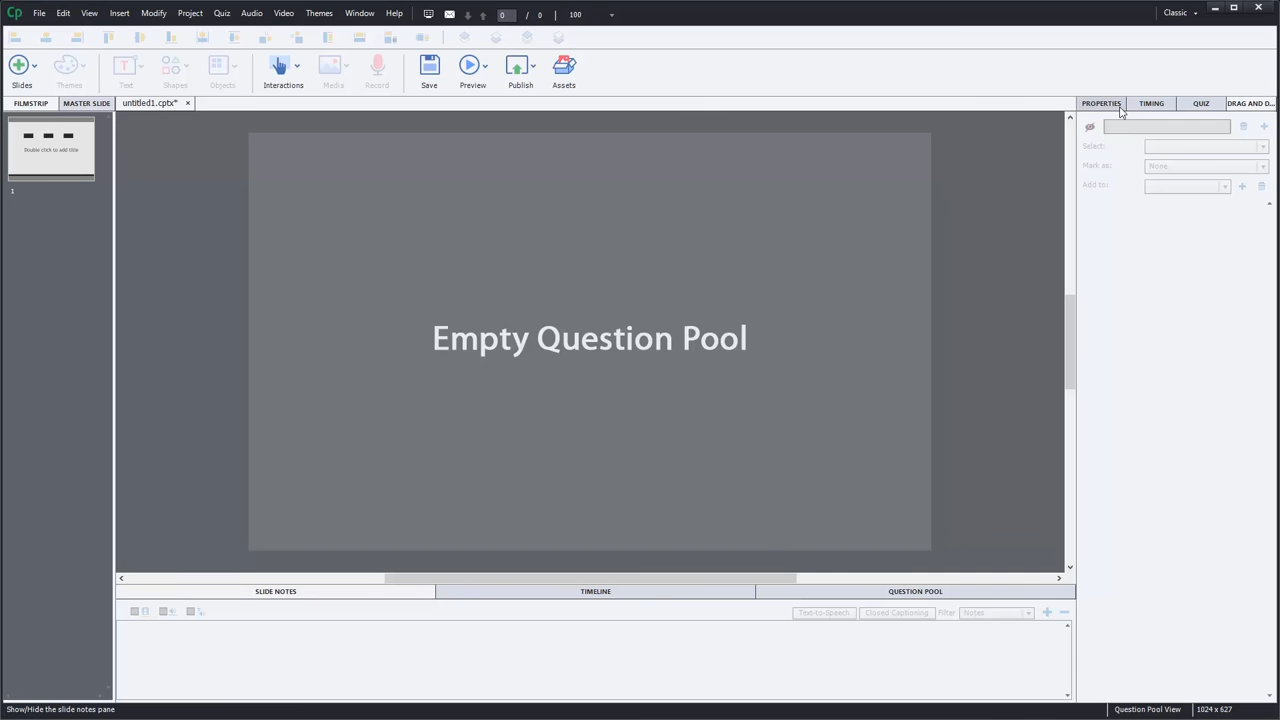 Cp File Edit View Insert Modify Project Quiz Audio Video Themes Window Help 0 / 0 100 Classic
Slides Themes Text Shapes Objects Interactions Media Record Save Preview Publish Assets
FILMSTRIP MASTER SLIDE untitled1.cptx* × PROPERTIES TIMING QUIZ DRAG AND D...
Double click to add title
1
Select:
Mark as: None
Add to:
Empty Question Pool
SLIDE NOTES TIMELINE QUESTION POOL
Text-to-Speech Closed Captioning Filter Notes
Show/Hide the slide notes pane Question Pool View 1024 x 627